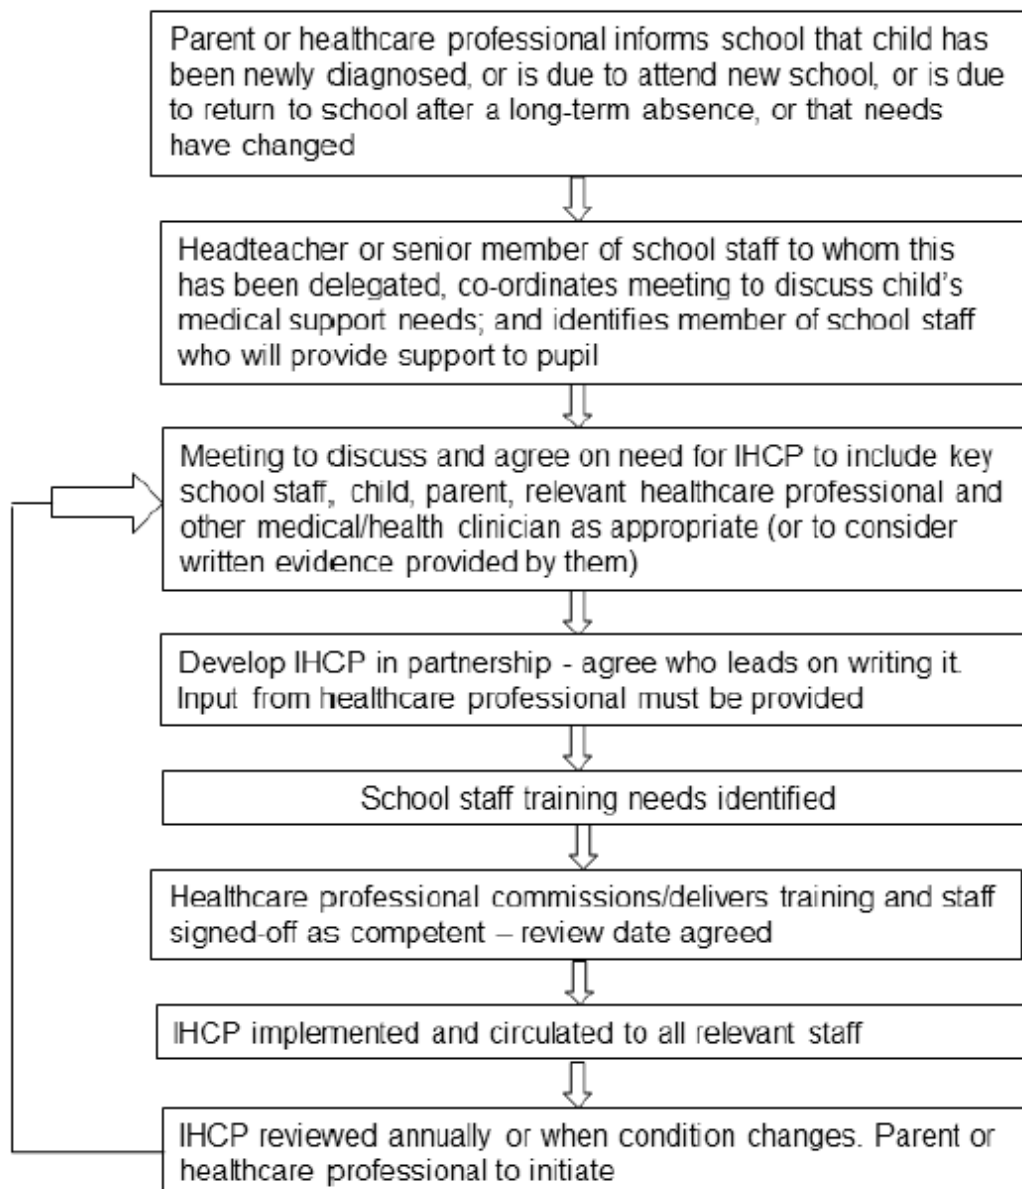 Parent or healthcare professional informs school that child has
been newly diagnosed, or is due to attend new school, or is due
to return to school after a long-term absence, or that needs
have changed
Headteacher or senior member of school staff to whom this
has been delegated, co-ordinates meeting to discuss child's
medical support needs; and identifies member of school staff
who will provide support to pupil
Meeting to discuss and agree on need for IHCP to include key
school staff, child, parent, relevant healthcare professional and
other medical/health clinician as appropriate (or to consider
written evidence provided by them)
Develop IHCP in partnership - agree who leads on writing it.
Input from healthcare professional must be provided
School staff training needs identified
Healthcare professional commissions/delivers training and staff
signed-off as competent – review date agreed
IHCP implemented and circulated to all relevant staff
IHCP reviewed annually or when condition changes. Parent or
healthcare professional to initiate